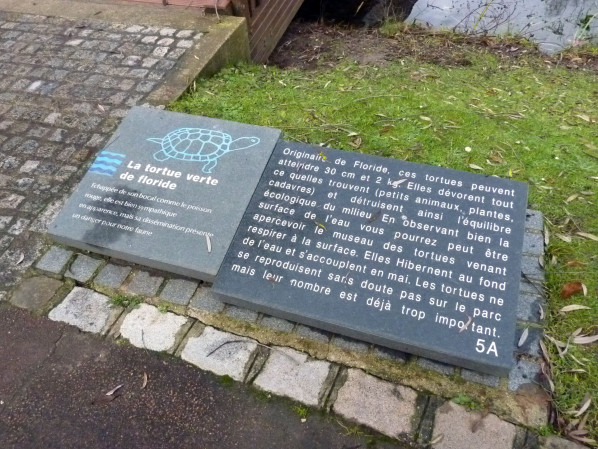 La tortue verte
de floride
Echappée de son bocal comme le poisson
rouge, elle est bien sympathique
en apparence, mais sa dissémination présente
un danger pour notre faune
Originaire de Floride, ces tortues peuvent
atteindre 30 cm et 2 kg. Elles dévorent tout
ce quelles trouvent (petits animaux, plantes,
cadavres) et détruisent ainsi l'équilibre
écologique du milieu. En observant bien la
surface de l'eau vous pourrez peut être
apercevoir le museau des tortues venant
respirer à la surface. Elles Hibernent au fond
de l'eau et s'accouplent en mai. Les tortues ne
se reproduisent sans doute pas sur le parc
mais leur nombre est déjà trop important.
5A